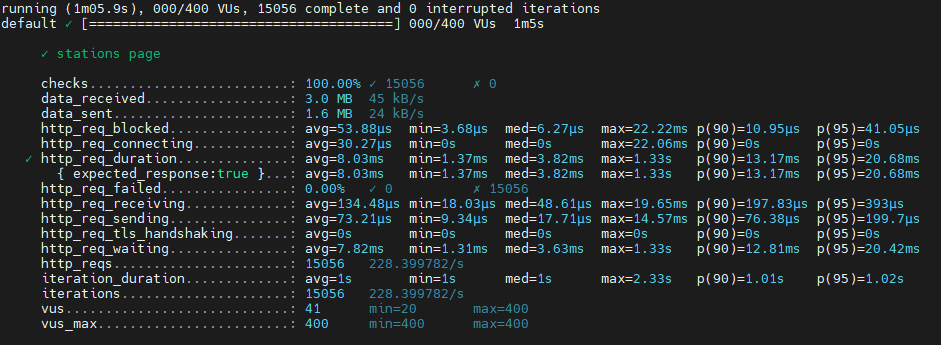 running (1m05.9s), 000/400 VUs, 15056 complete and 0 interrupted iterations
default ✓ [======================================] 000/400 VUs  1m5s

     ✓ stations page

     checks.........................: 100.00% ✓ 15056      ✗ 0
     data_received..................: 3.0 MB  45 kB/s
     data_sent......................: 1.6 MB  24 kB/s
     http_req_blocked...............: avg=53.88µs  min=3.68µs  med=6.27µs  max=22.22ms p(90)=10.95µs  p(95)=41.05µs
     http_req_connecting............: avg=30.27µs  min=0s      med=0s      max=22.06ms p(90)=0s       p(95)=0s
   ✓ http_req_duration..............: avg=8.03ms   min=1.37ms  med=3.82ms  max=1.33s   p(90)=13.17ms  p(95)=20.68ms
       { expected_response:true }...: avg=8.03ms   min=1.37ms  med=3.82ms  max=1.33s   p(90)=13.17ms  p(95)=20.68ms
     http_req_failed................: 0.00%   ✓ 0          ✗ 15056
     http_req_receiving.............: avg=134.48µs min=18.03µs med=48.61µs max=19.65ms p(90)=197.83µs p(95)=393µs
     http_req_sending...............: avg=73.21µs  min=9.34µs  med=17.71µs max=14.57ms p(90)=76.38µs  p(95)=199.7µs
     http_req_tls_handshaking.......: avg=0s       min=0s      med=0s      max=0s      p(90)=0s       p(95)=0s
     http_req_waiting...............: avg=7.82ms   min=1.31ms  med=3.63ms  max=1.33s   p(90)=12.81ms  p(95)=20.42ms
     http_reqs......................: 15056   228.399782/s
     iteration_duration.............: avg=1s       min=1s      med=1s      max=2.33s   p(90)=1.01s    p(95)=1.02s
     iterations.....................: 15056   228.399782/s
     vus............................: 41      min=20       max=400
     vus_max........................: 400     min=400      max=400